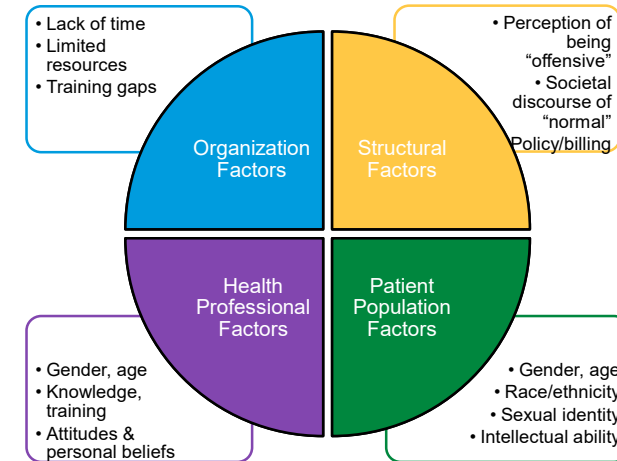 • Lack of time
• Limited
resources
• Training gaps
• Perception of
being
“offensive”
• Societal
discourse of
“normal”
Policy/billing
Organization
Factors
Structural
Factors
Health
Professional
Factors
Patient
Population
Factors
• Gender, age
• Knowledge,
training
• Attitudes &
personal beliefs
• Gender, age
• Race/ethnicity
• Sexual identity
• Intellectual ability